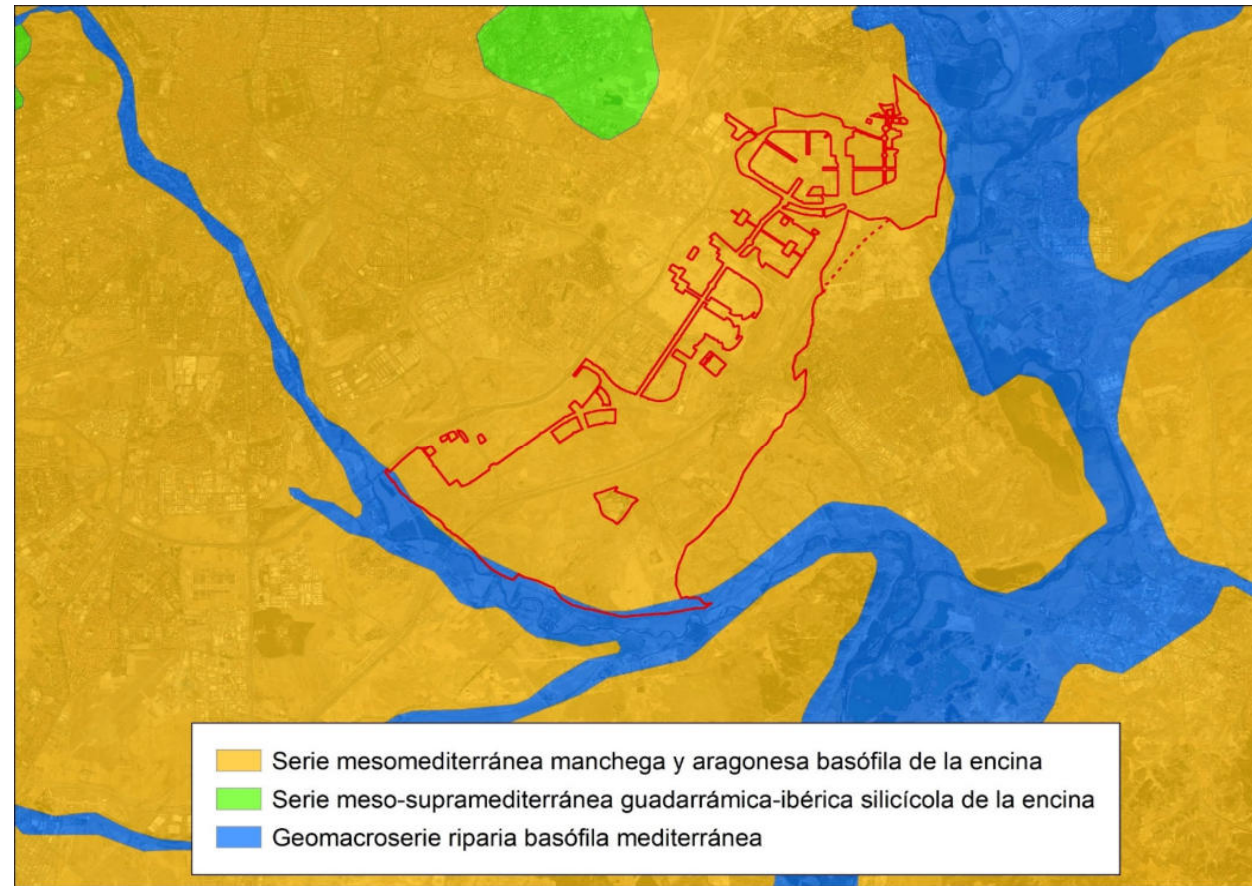 Serie mesomediterránea manchega y aragonesa basófila de la encina
Serie meso-supramediterránea guadarrámica-ibérica silicícola de la encina
Geomacroserie riparia basófila mediterránea